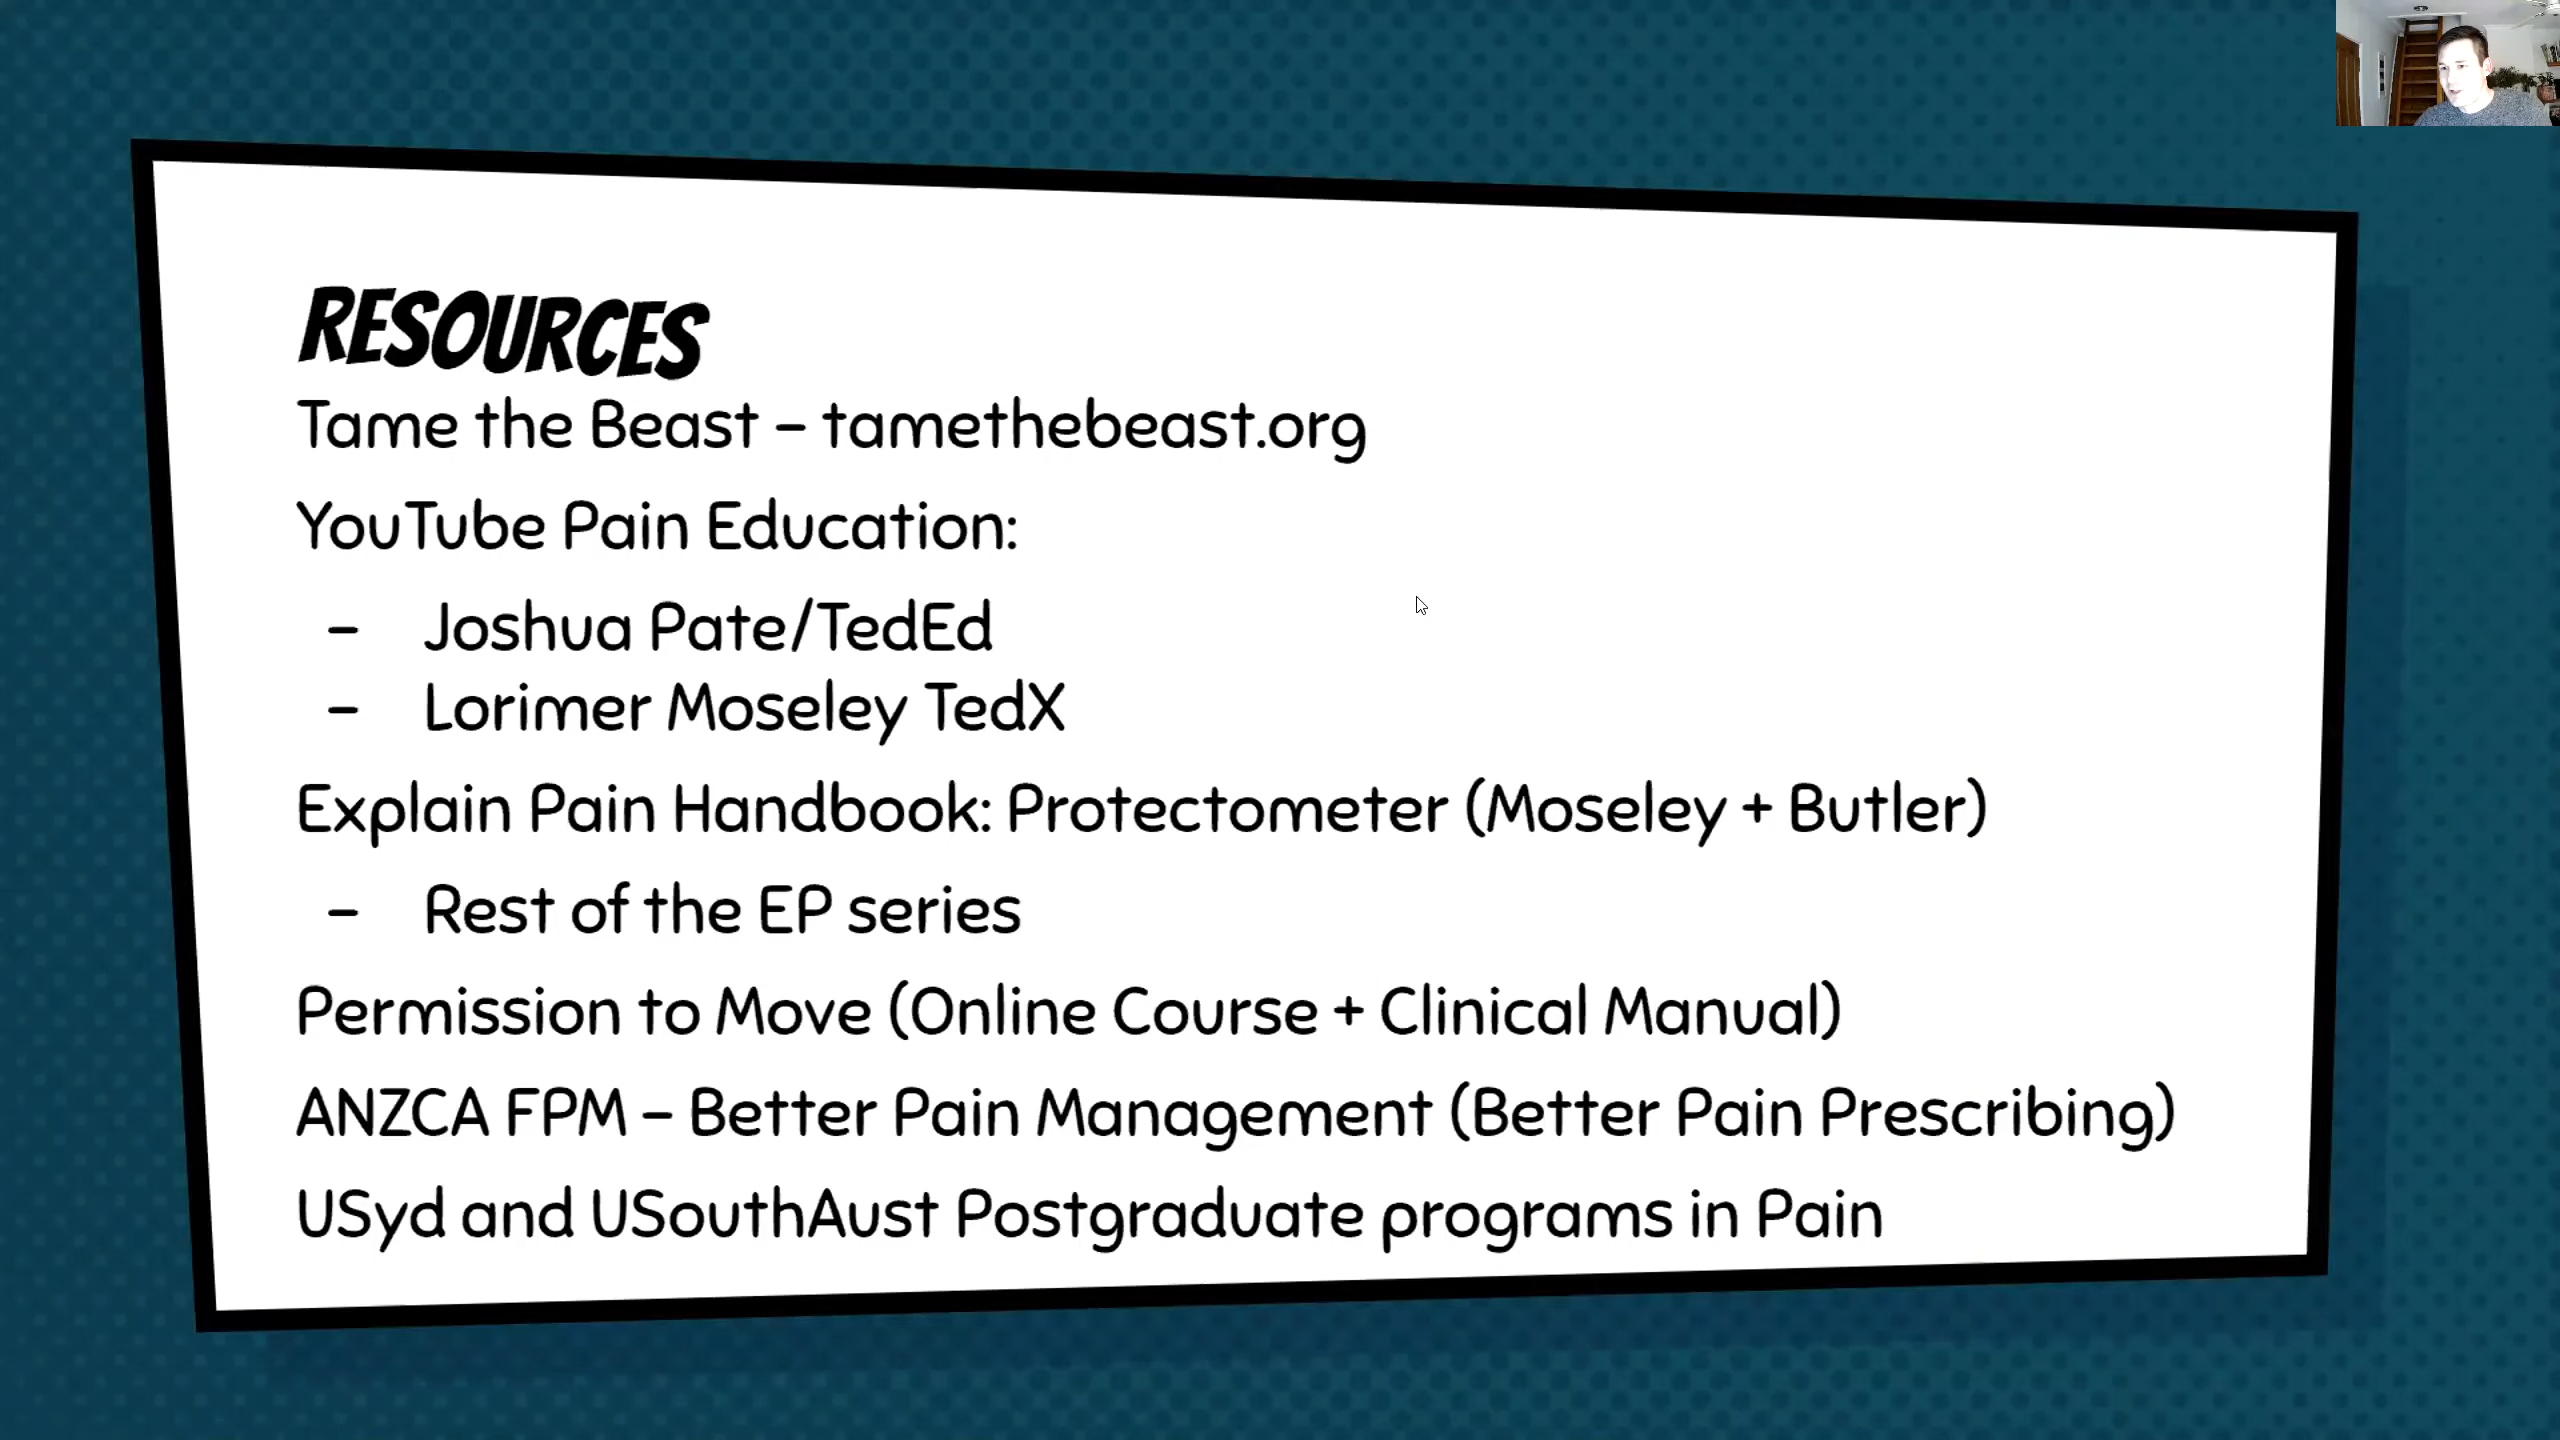 RESOURCES
Tame the Beast – tamethebeast.org
YouTube Pain Education:
– Joshua Pate/TedEd
– Lorimer Moseley TedX
Explain Pain Handbook: Protectometer (Moseley + Butler)
– Rest of the EP series
Permission to Move (Online Course + Clinical Manual)
ANZCA FPM – Better Pain Management (Better Pain Prescribing)
USyd and USouthAust Postgraduate programs in Pain